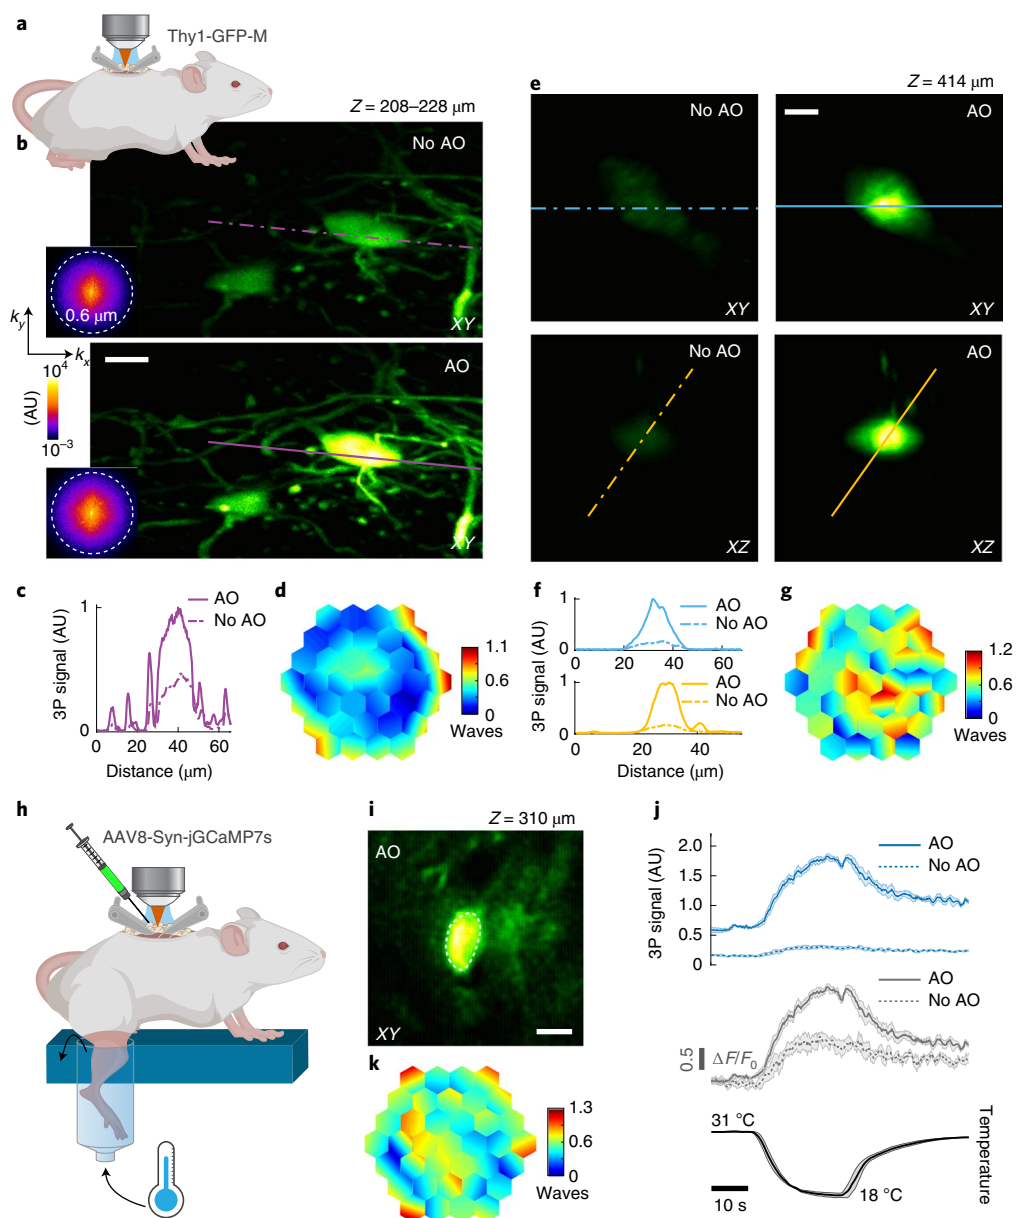 a
Thy1-GFP-M
Z = 208–228 μm
b
No AO
0.6 μm
XY
k_y
k_x
10^4
(AU)
10^−3
AO
XY
c
AO
No AO
3P signal (AU)
1
0
0 20 40 60
Distance (μm)
d
1.1
0.6
0
Waves
e
Z = 414 μm
No AO
XY
AO
XY
No AO
XZ
AO
XZ
f
1
AO
No AO
0
0 20 40 60
3P signal (AU)
1
AO
No AO
0
0 20 40
Distance (μm)
g
1.2
0.6
0
Waves
h
AAV8-Syn-jGCaMP7s
i
Z = 310 μm
AO
XY
j
2.0
1.5
1.0
0.5
0
3P signal (AU)
AO
No AO
AO
No AO
0.5
ΔF/F_0
31 °C
18 °C
Temperature
10 s
k
1.3
0.6
0
Waves